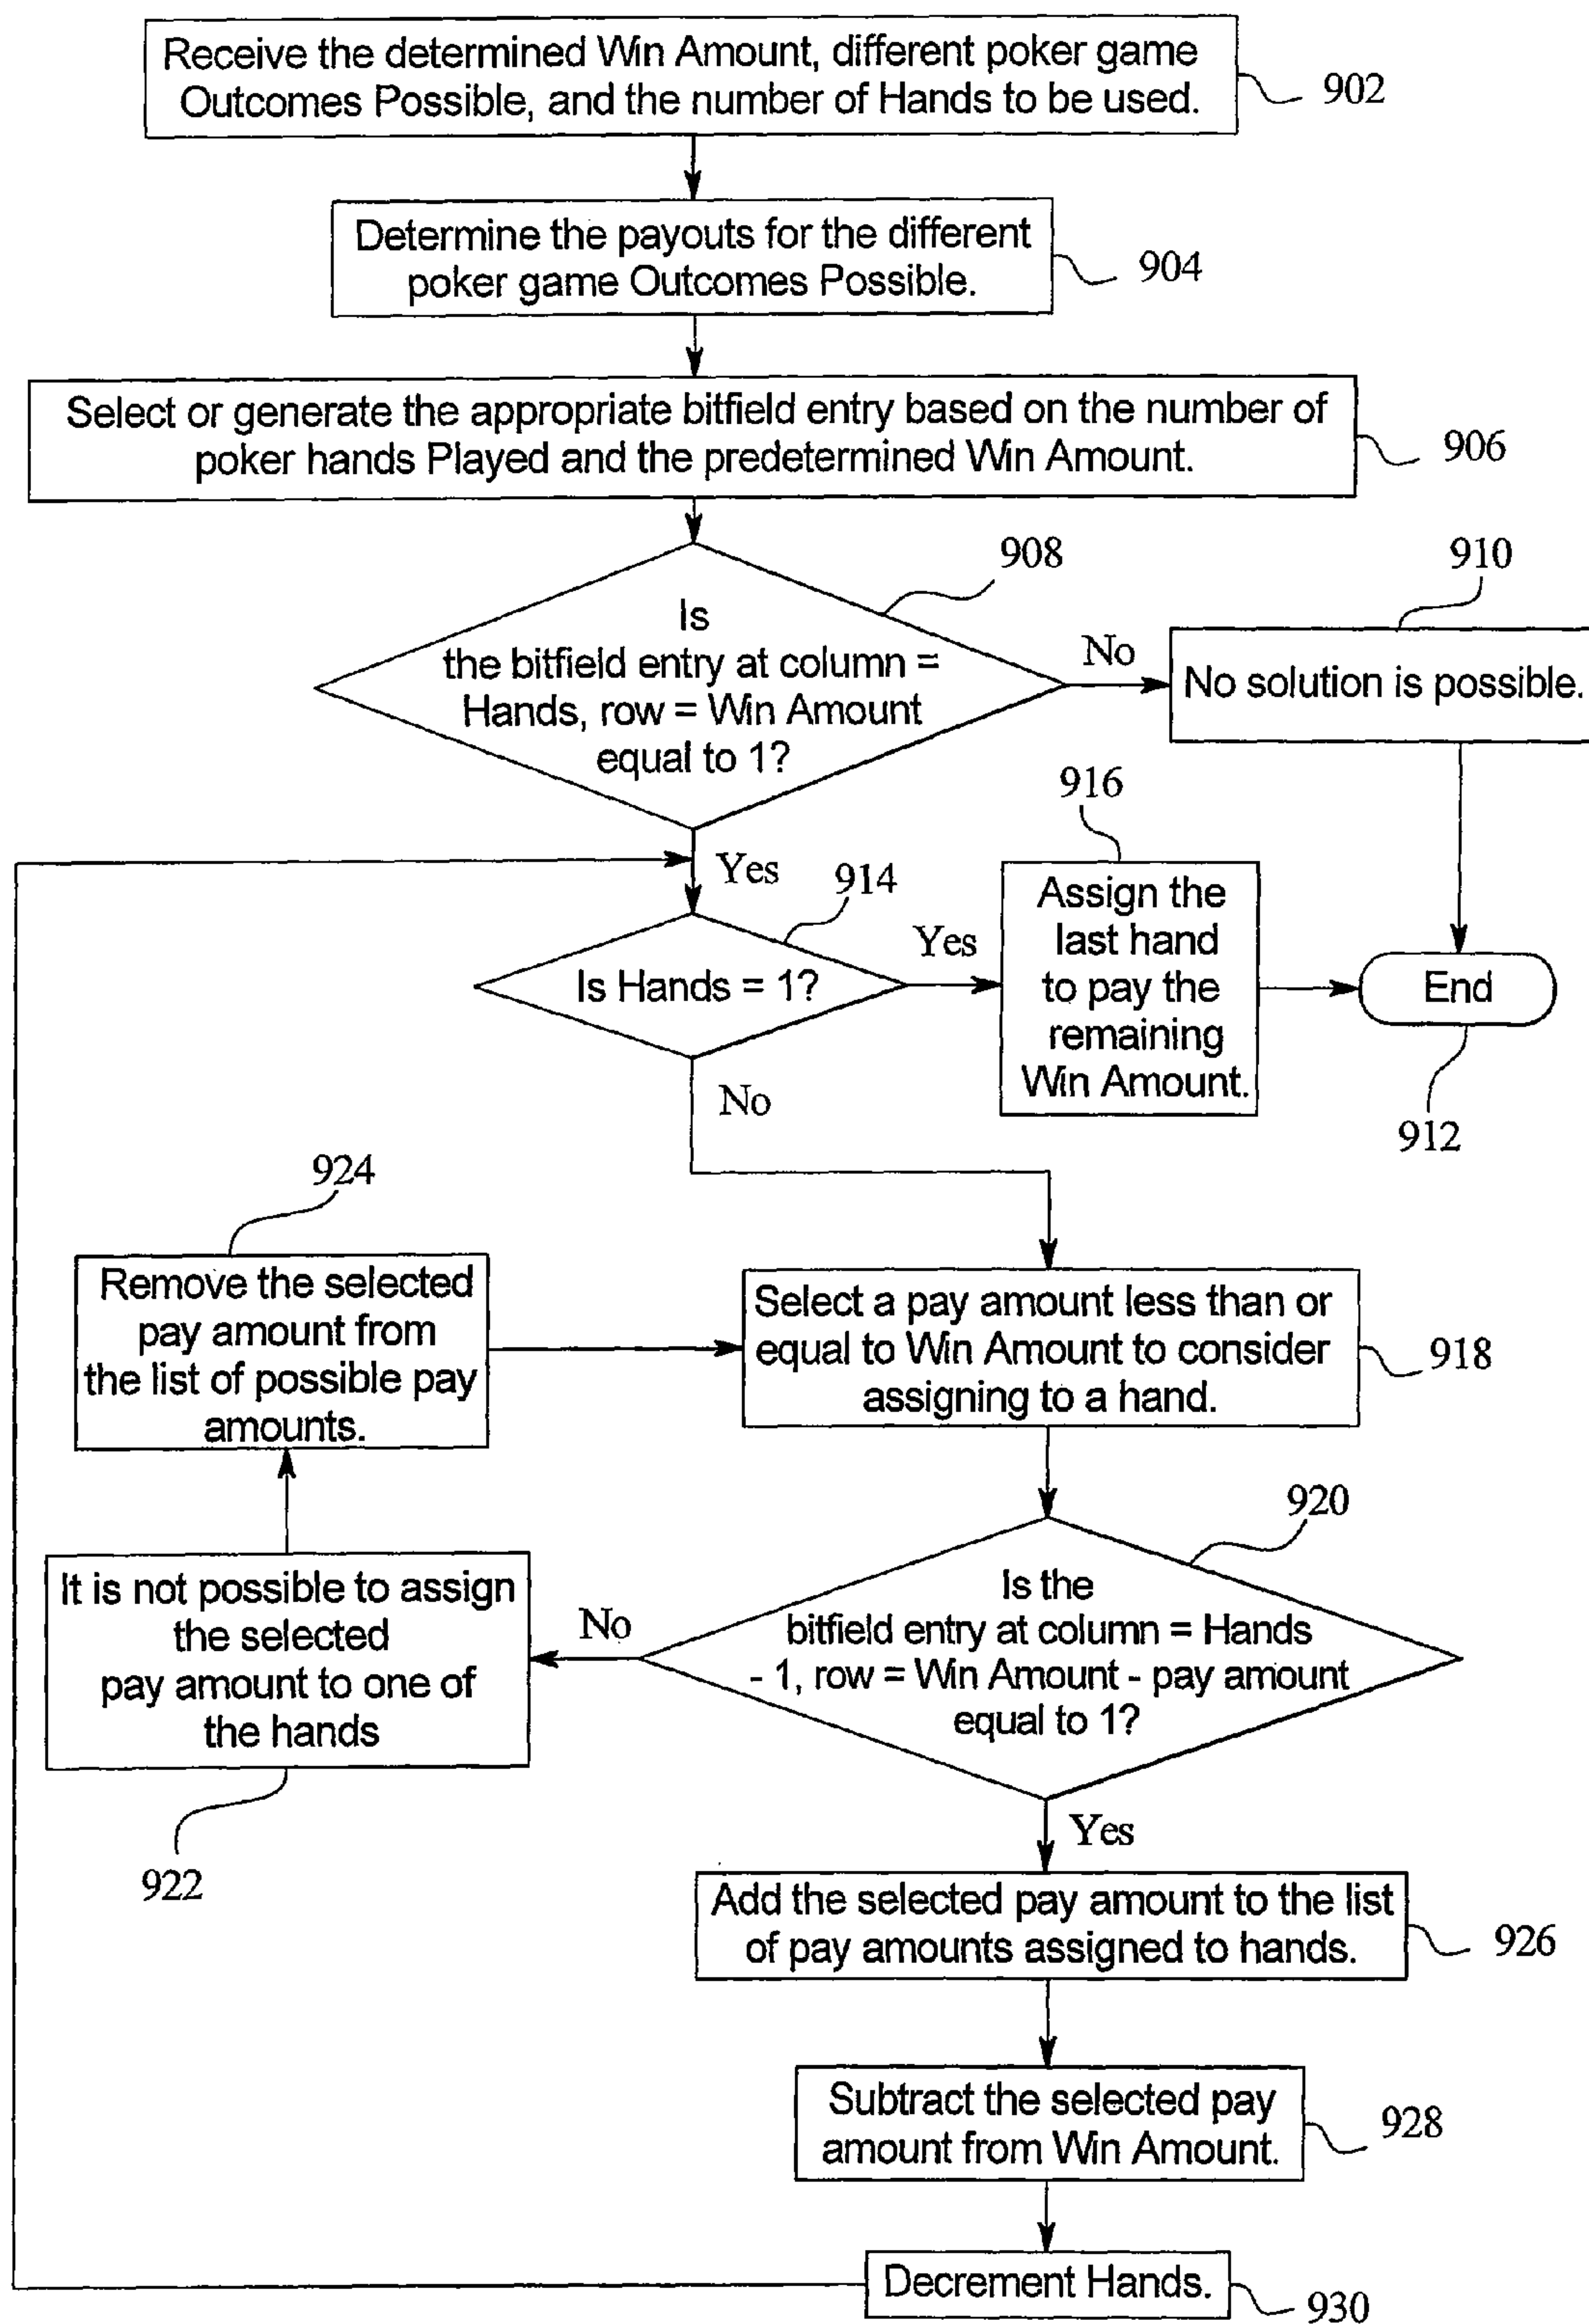 Receive the determined Win Amount, different poker game
Outcomes Possible, and the number of Hands to be used.
902
Determine the payouts for the different
poker game Outcomes Possible.
904
Select or generate the appropriate bitfield entry based on the number of
poker hands Played and the predetermined Win Amount.
906
908
Is
the bitfield entry at column =
Hands, row = Win Amount
equal to 1?
No
910
No solution is possible.
Yes
914
Is Hands = 1?
Yes
916
Assign the
last hand
to pay the
remaining
Win Amount.
End
912
No
924
Remove the selected
pay amount from
the list of possible pay
amounts.
Select a pay amount less than or
equal to Win Amount to consider
assigning to a hand.
918
920
Is the
bitfield entry at column = Hands
- 1, row = Win Amount - pay amount
equal to 1?
No
It is not possible to assign
the selected
pay amount to one of
the hands
922
Yes
Add the selected pay amount to the list
of pay amounts assigned to hands.
926
Subtract the selected pay
amount from Win Amount.
928
Decrement Hands.
930